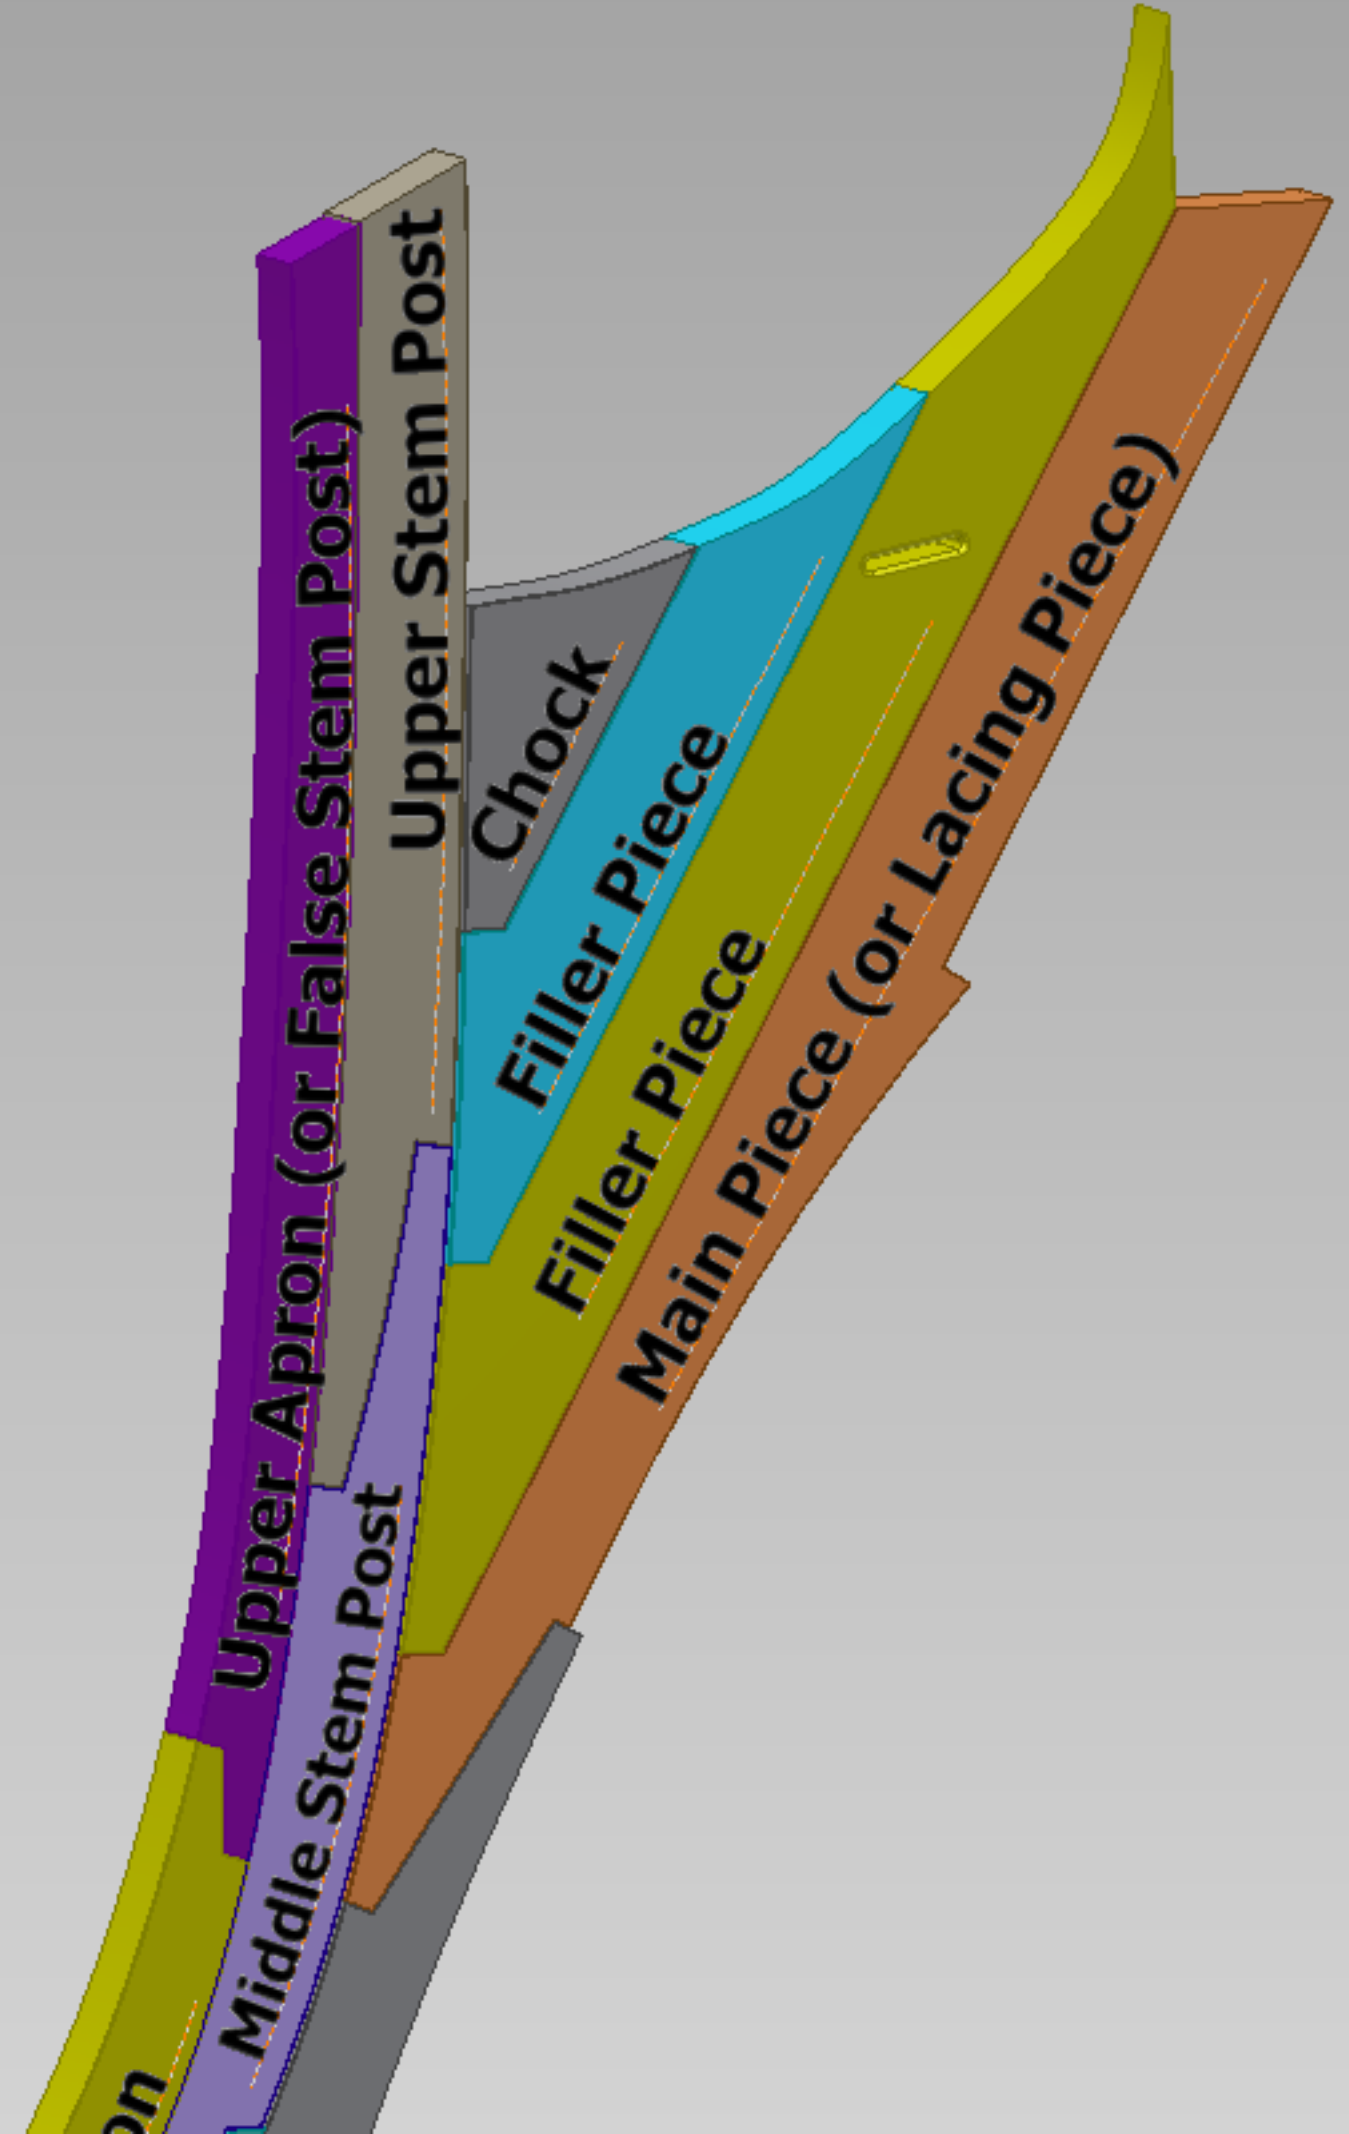 Upper Apron (or False Stem Post)
Upper Stem Post
Chock
Filler Piece
Filler Piece
Main Piece (or Lacing Piece)
Middle Stem Post